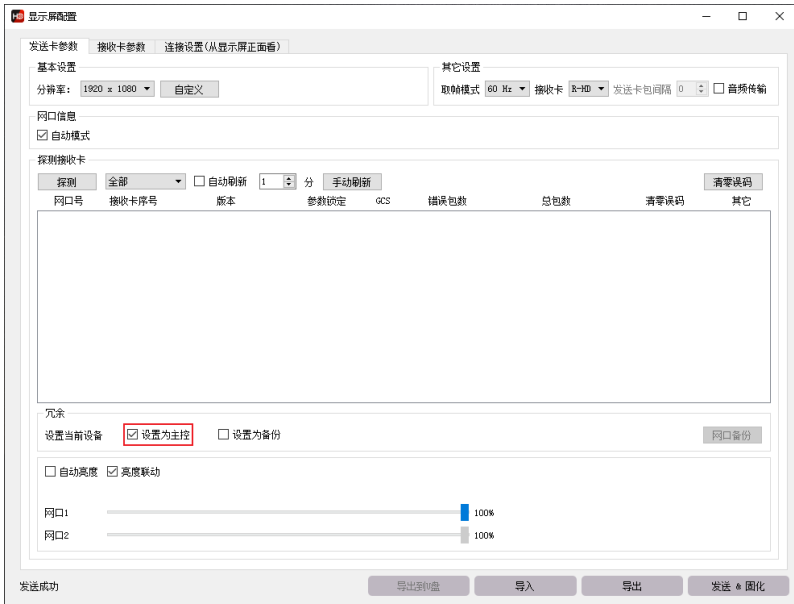 HD 显示屏配置
发送卡参数 接收卡参数 连接设置(从显示屏正面看)
基本设置 其它设置
分辨率： 1920 x 1080 自定义 取帧模式 60 Hz 接收卡 R-HD 发送卡包间隔 0 音频传输
网口信息
自动模式
探测接收卡
探测 全部 自动刷新 1 分 手动刷新 清零误码
网口号 接收卡序号 版本 参数锁定 GCS 错误包数 总包数 清零误码 其它
冗余
设置当前设备 设置为主控 设置为备份 网口备份
自动亮度 亮度联动
网口1 100%
网口2 100%
发送成功 导出到U盘 导入 导出 发送 & 固化